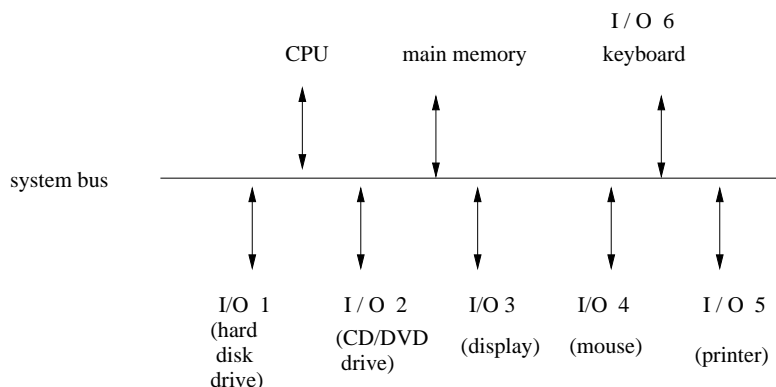 I / O 6
CPU
main memory
keyboard
system bus
I/O 1
(hard
disk
drive)
I / O 2
(CD/DVD
drive)
I/O 3
(display)
I/O 4
(mouse)
I / O 5
(printer)